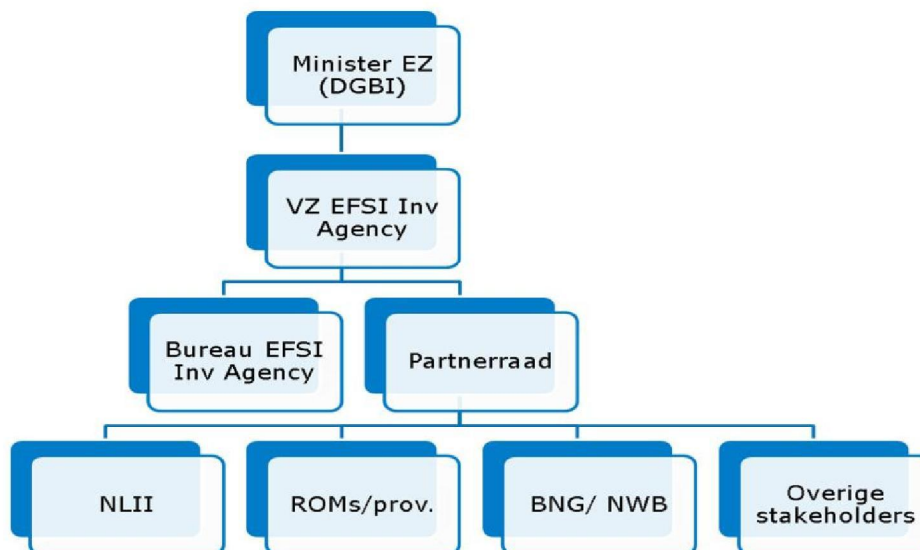 Minister EZ
(DGBI)
VZ EFSI Inv
Agency
Bureau EFSI
Inv Agency
Partnerraad
NLII
ROMs/prov.
BNG/ NWB
Overige
stakeholders